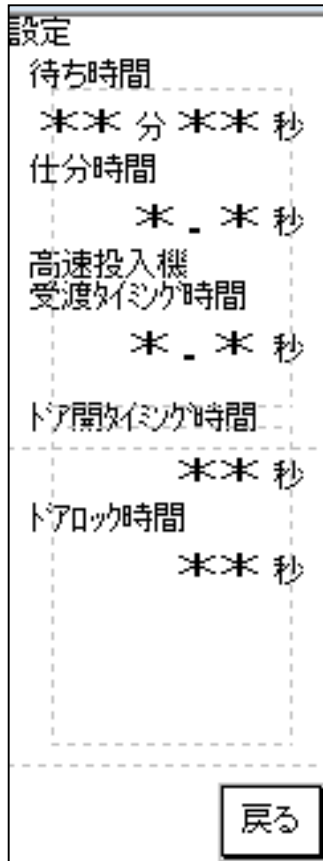 設定
待ち時間
** 分 ** 秒
仕分時間
*.* 秒
高速投入機
受渡ﾀｲﾐﾝｸﾞ時間
*.* 秒
ﾄﾞｱ開ﾀｲﾐﾝｸﾞ時間
** 秒
ﾄﾞｱﾛｯｸ時間
** 秒
戻る